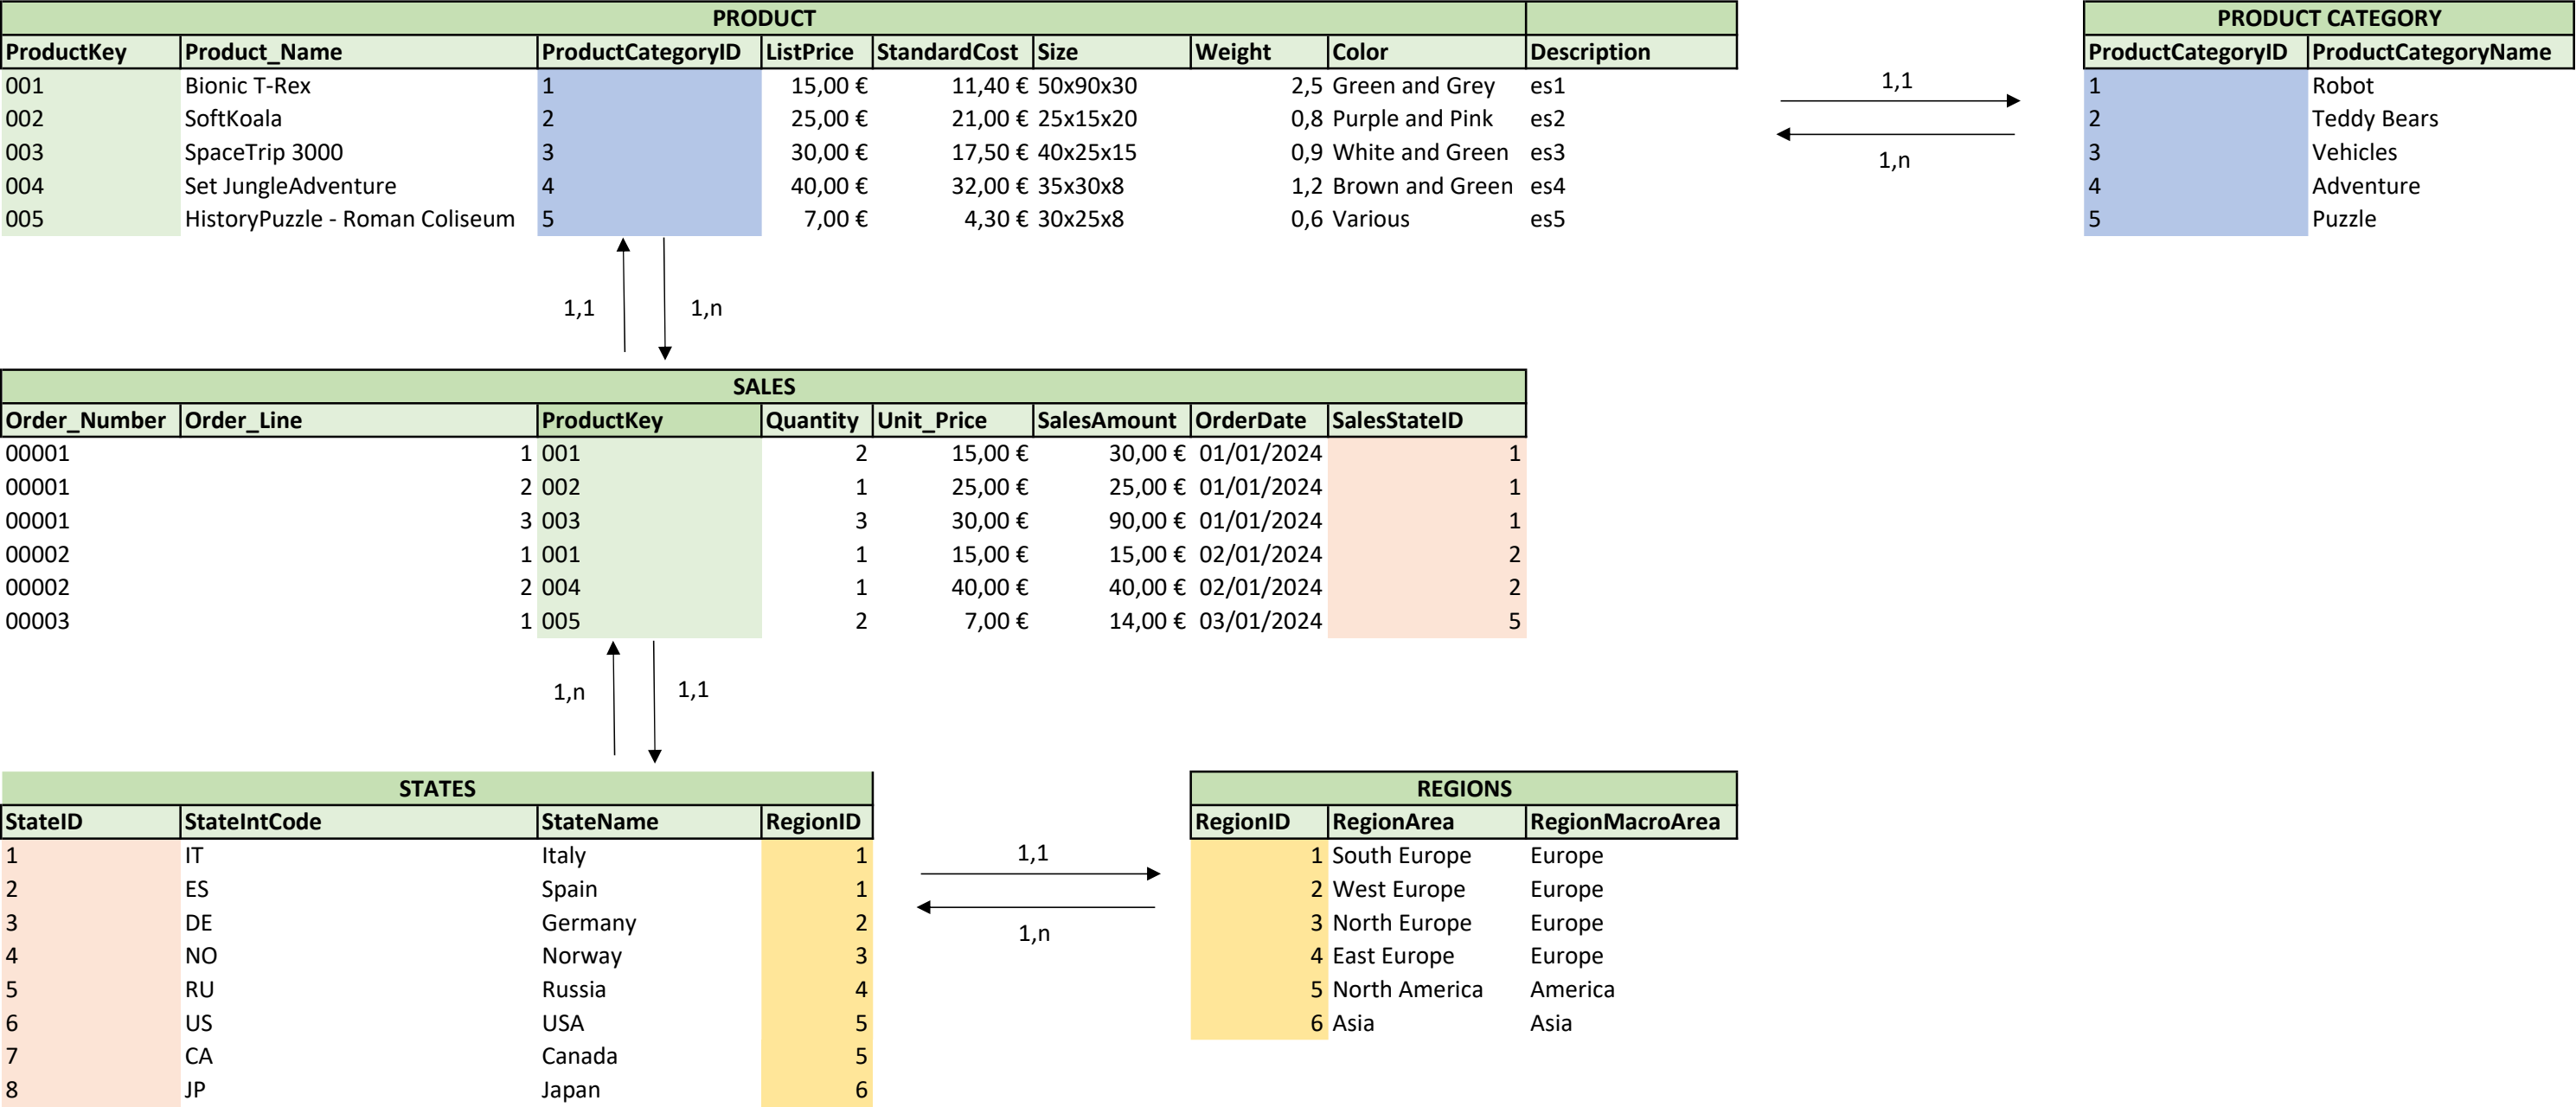 PRODUCT
ProductKey Product_Name ProductCategoryID ListPrice StandardCost Size Weight Color Description
001 Bionic T-Rex 1 15,00 € 11,40 € 50x90x30 2,5 Green and Grey es1
002 SoftKoala 2 25,00 € 21,00 € 25x15x20 0,8 Purple and Pink es2
003 SpaceTrip 3000 3 30,00 € 17,50 € 40x25x15 0,9 White and Green es3
004 Set JungleAdventure 4 40,00 € 32,00 € 35x30x8 1,2 Brown and Green es4
005 HistoryPuzzle - Roman Coliseum 5 7,00 € 4,30 € 30x25x8 0,6 Various es5
1,1
1,n
PRODUCT CATEGORY
ProductCategoryID ProductCategoryName
1 Robot
2 Teddy Bears
3 Vehicles
4 Adventure
5 Puzzle
1,1 1,n
SALES
Order_Number Order_Line ProductKey Quantity Unit_Price SalesAmount OrderDate SalesStateID
00001 1 001 2 15,00 € 30,00 € 01/01/2024 1
00001 2 002 1 25,00 € 25,00 € 01/01/2024 1
00001 3 003 3 30,00 € 90,00 € 01/01/2024 1
00002 1 001 1 15,00 € 15,00 € 02/01/2024 2
00002 2 004 1 40,00 € 40,00 € 02/01/2024 2
00003 1 005 2 7,00 € 14,00 € 03/01/2024 5
1,n 1,1
STATES
StateID StateIntCode StateName RegionID
1 IT Italy 1
2 ES Spain 1
3 DE Germany 2
4 NO Norway 3
5 RU Russia 4
6 US USA 5
7 CA Canada 5
8 JP Japan 6
1,1
1,n
REGIONS
RegionID RegionArea RegionMacroArea
1 South Europe Europe
2 West Europe Europe
3 North Europe Europe
4 East Europe Europe
5 North America America
6 Asia Asia